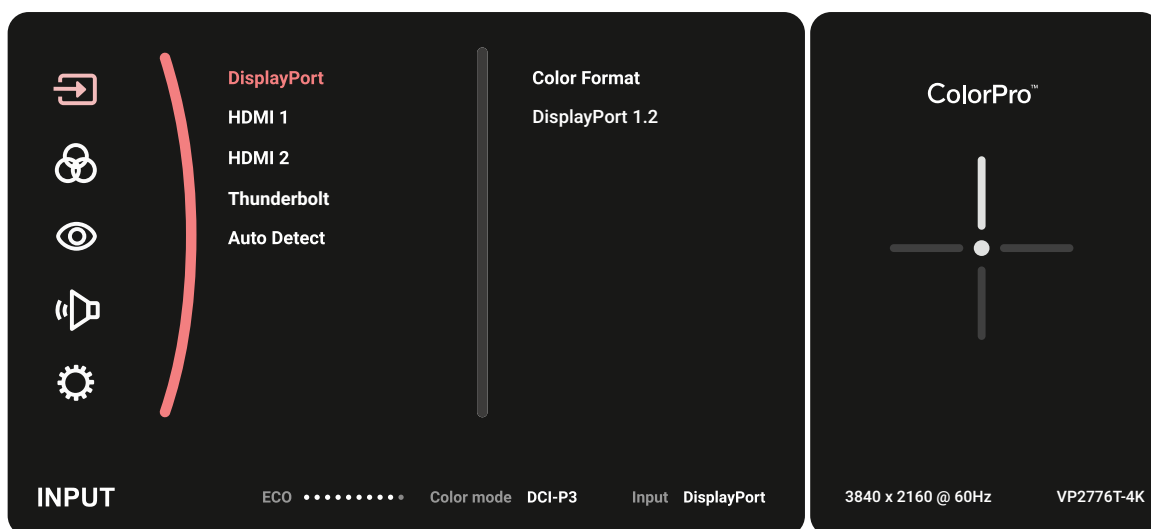 DisplayPort
HDMI 1
HDMI 2
Thunderbolt
Auto Detect
Color Format
DisplayPort 1.2
INPUT
ECO
Color mode DCI-P3
Input DisplayPort
ColorPro™
3840 x 2160 @ 60Hz
VP2776T-4K